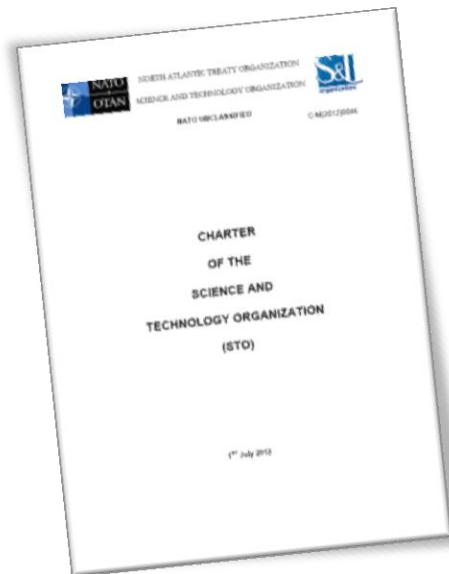 NATO
OTAN
NORTH ATLANTIC TREATY ORGANIZATION
SCIENCE AND TECHNOLOGY ORGANIZATION
S&T
organization
NATO UNCLASSIFIED
CHARTER
OF THE
SCIENCE AND
TECHNOLOGY ORGANIZATION
(STO)
1st July 2012